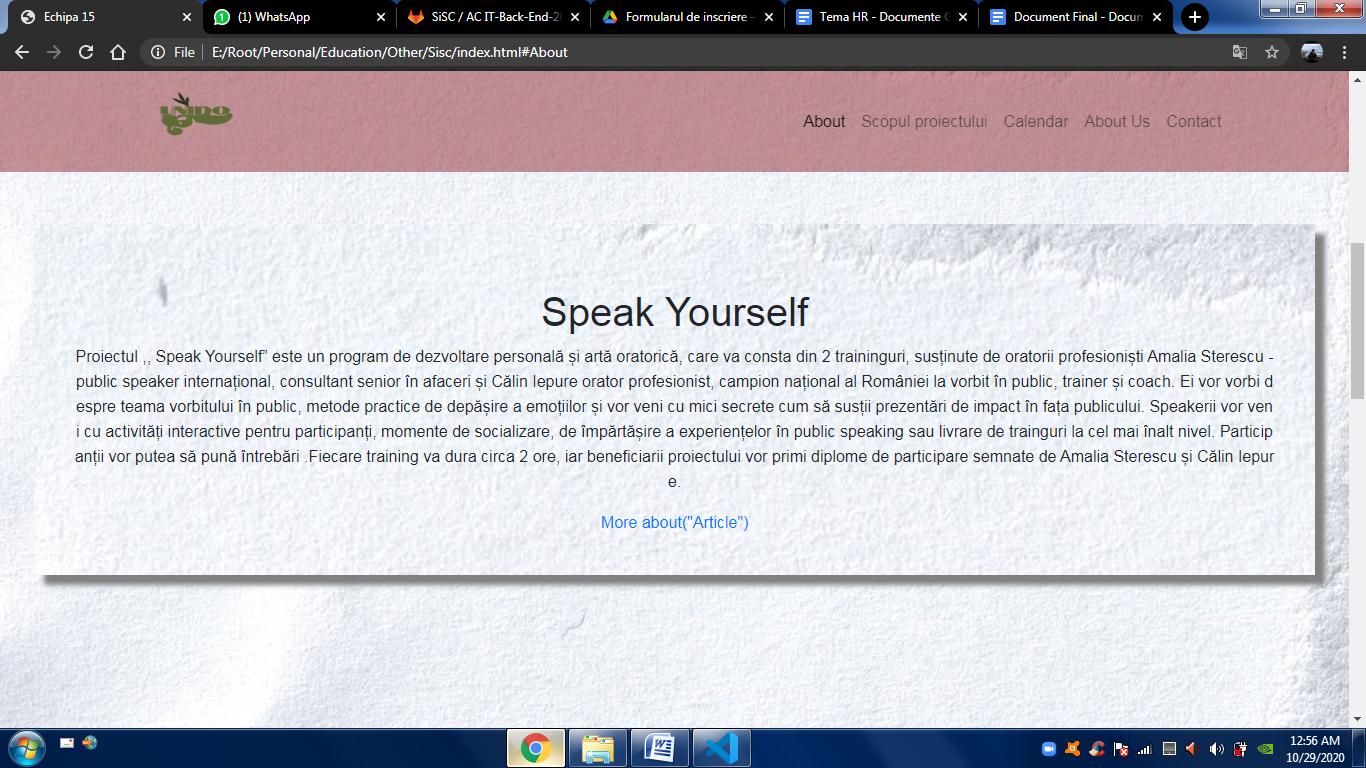 Echipa 15
(1) WhatsApp
SiSC / AC IT-Back-End-2
Formularul de inscriere –
Tema HR - Documente G
Document Final - Docum
File
E:/Root/Personal/Education/Other/Sisc/index.html#About
UNIDO
About Scopul proiectului Calendar About Us Contact
Speak Yourself
Proiectul ,, Speak Yourself” este un program de dezvoltare personală și artă oratorică, care va consta din 2 traininguri, susținute de oratorii profesioniști Amalia Sterescu -
public speaker internațional, consultant senior în afaceri și Călin Iepure orator profesionist, campion național al României la vorbit în public, trainer și coach. Ei vor vorbi d
espre teama vorbitului în public, metode practice de depășire a emoțiilor și vor veni cu mici secrete cum să susții prezentări de impact în fața publicului. Speakerii vor ven
i cu activități interactive pentru participanți, momente de socializare, de împărtășire a experiențelor în public speaking sau livrare de trainguri la cel mai înalt nivel. Particip
anții vor putea să pună întrebări .Fiecare training va dura circa 2 ore, iar beneficiarii proiectului vor primi diplome de participare semnate de Amalia Sterescu și Călin Iepur
e.
More about("Article")
12:56 AM
10/29/2020